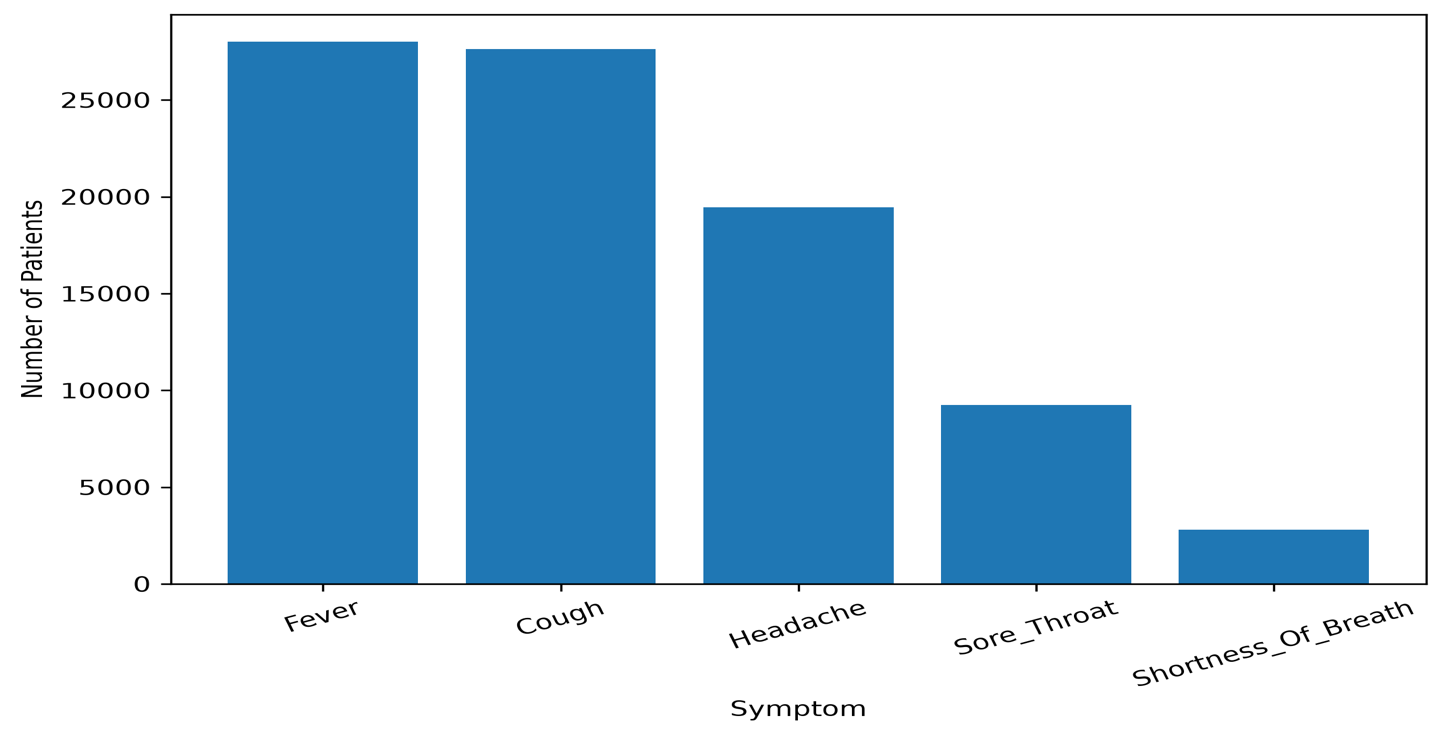 25000
20000
15000
10000
5000
0
Number of Patients
Fever
Cough
Headache
Sore_Throat
Shortness_Of_Breath
Symptom